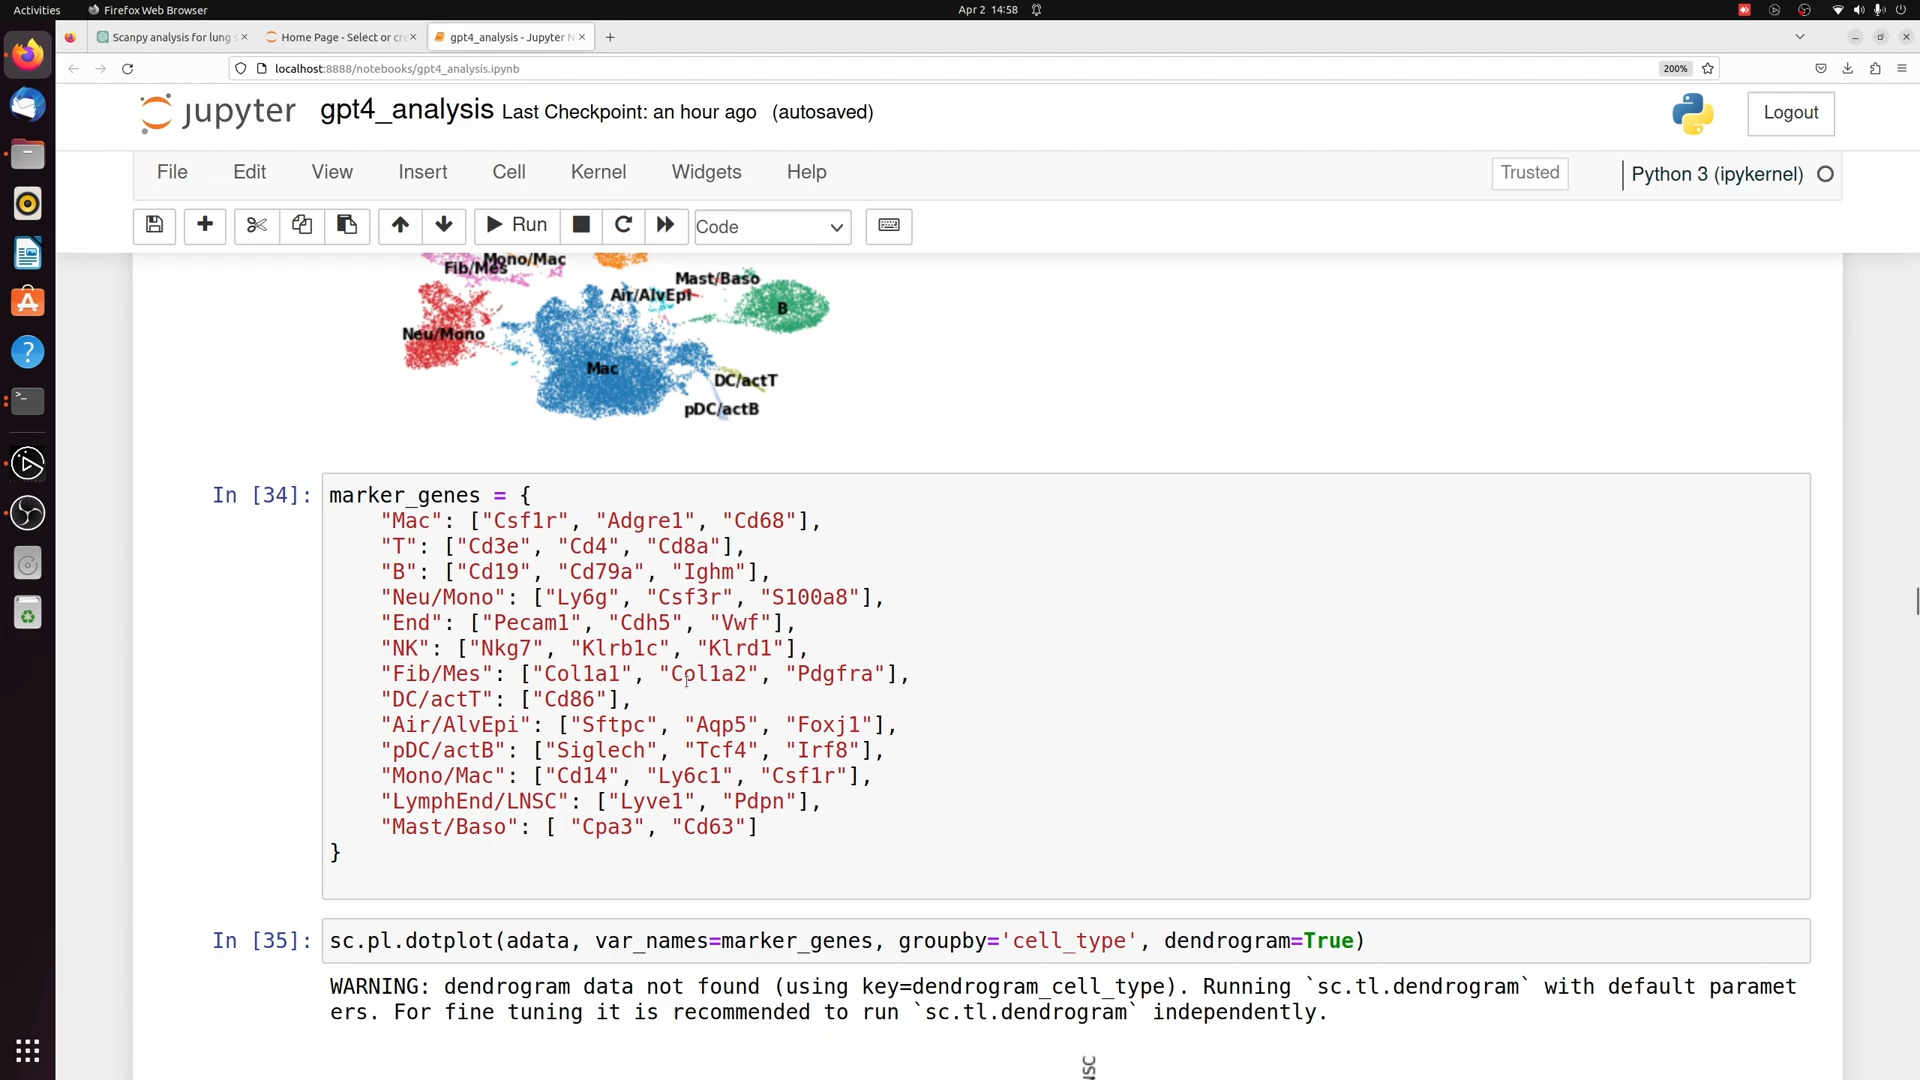 Activities
Firefox Web Browser
Apr 2 14:58
Scanpy analysis for lung s
Home Page - Select or cre
gpt4_analysis - Jupyter N
localhost:8888/notebooks/gpt4_analysis.ipynb
200%
jupyter
gpt4_analysis Last Checkpoint: an hour ago (autosaved)
Logout
File Edit View Insert Cell Kernel Widgets Help
Trusted
Python 3 (ipykernel)
Run
Code
Mono/Mac
Fib/Mes
Mast/Baso
Air/AlvEpi
B
Neu/Mono
Mac
DC/actT
pDC/actB
In [34]:
marker_genes = {
"Mac": ["Csf1r", "Adgre1", "Cd68"],
"T": ["Cd3e", "Cd4", "Cd8a"],
"B": ["Cd19", "Cd79a", "Ighm"],
"Neu/Mono": ["Ly6g", "Csf3r", "S100a8"],
"End": ["Pecam1", "Cdh5", "Vwf"],
"NK": ["Nkg7", "Klrb1c", "Klrd1"],
"Fib/Mes": ["Col1a1", "Col1a2", "Pdgfra"],
"DC/actT": ["Cd86"],
"Air/AlvEpi": ["Sftpc", "Aqp5", "Foxj1"],
"pDC/actB": ["Siglech", "Tcf4", "Irf8"],
"Mono/Mac": ["Cd14", "Ly6c1", "Csf1r"],
"LymphEnd/LNSC": ["Lyve1", "Pdpn"],
"Mast/Baso": [ "Cpa3", "Cd63"]
}
In [35]:
sc.pl.dotplot(adata, var_names=marker_genes, groupby='cell_type', dendrogram=True)
WARNING: dendrogram data not found (using key=dendrogram_cell_type). Running `sc.tl.dendrogram` with default paramet
ers. For fine tuning it is recommended to run `sc.tl.dendrogram` independently.